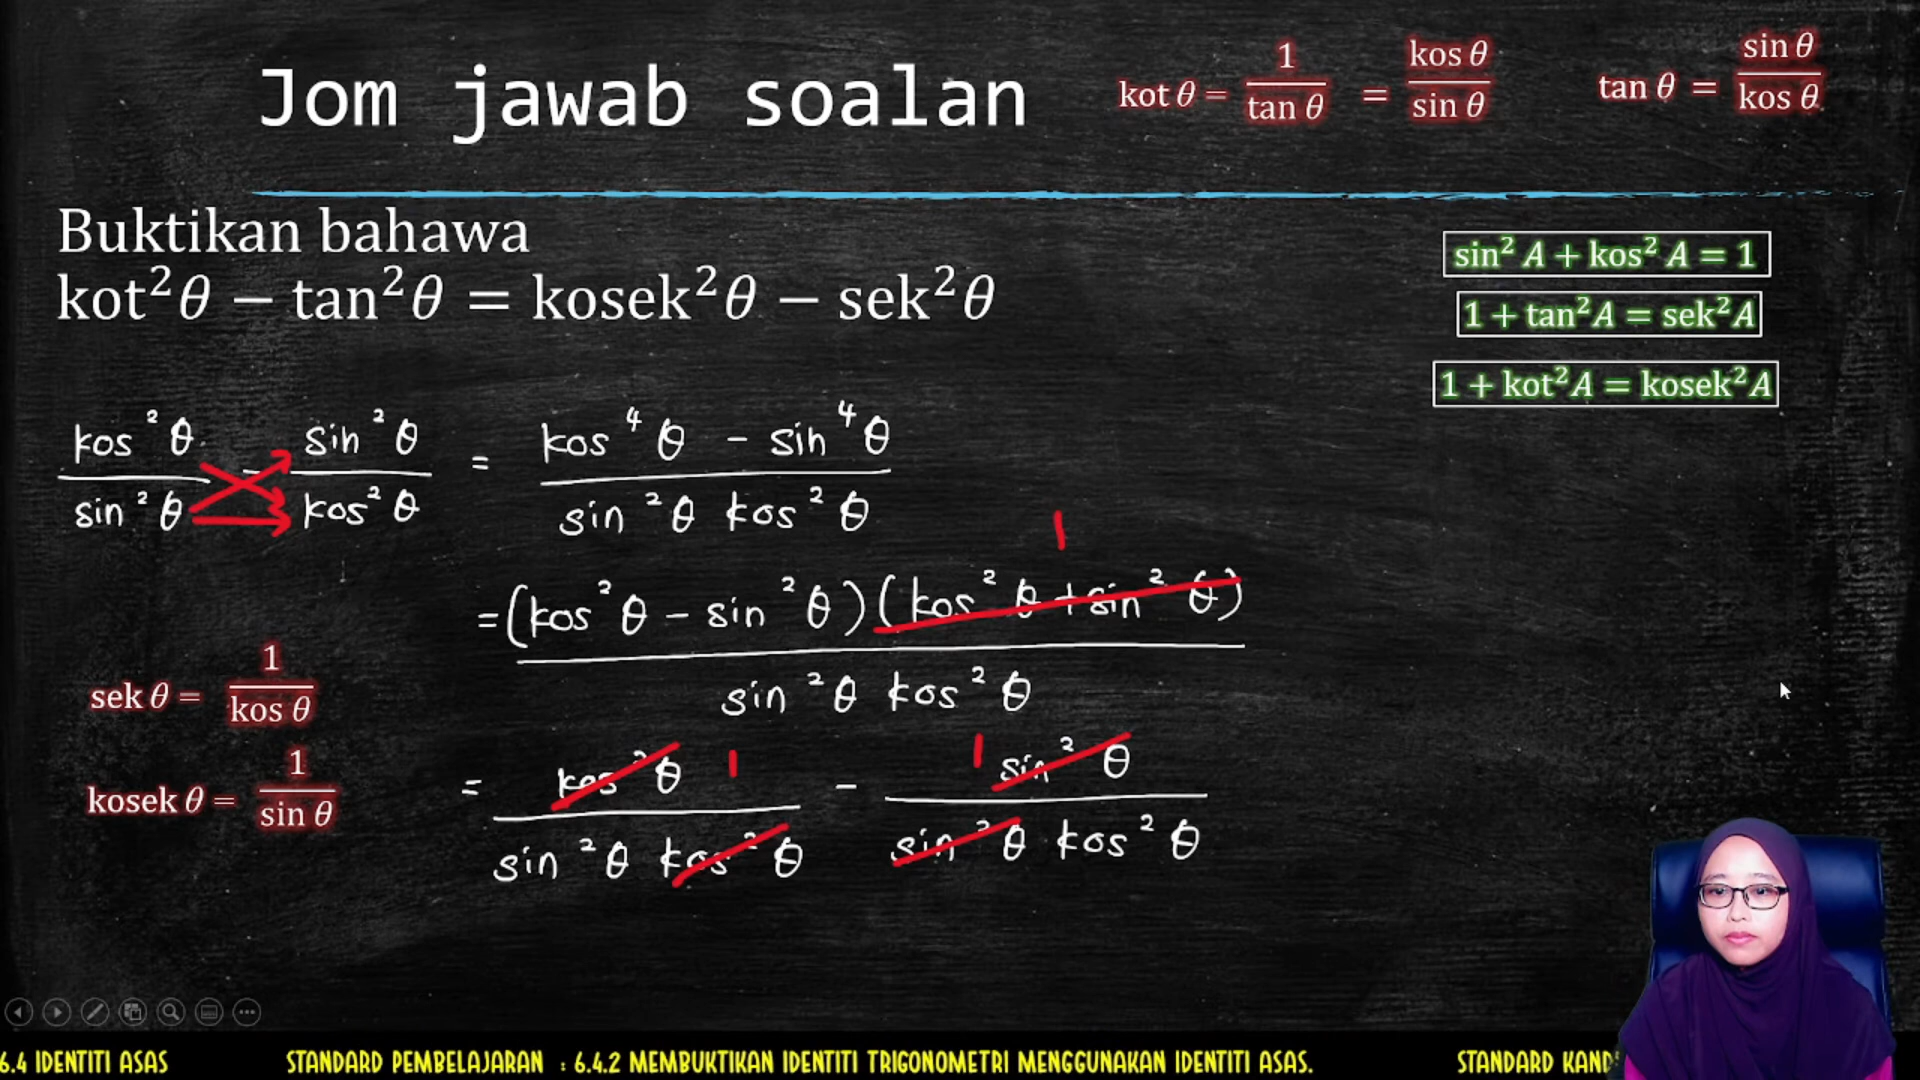 Jom jawab soalan
kot θ = 1/tan θ = kos θ/sin θ
tan θ = sin θ/kos θ
Buktikan bahawa
kot²θ − tan²θ = kosek²θ − sek²θ
sin² A + kos² A = 1
1 + tan²A = sek²A
1 + kot²A = kosek²A
kos²θ/sin²θ − sin²θ/kos²θ = (kos⁴θ − sin⁴θ)/(sin²θ kos²θ)
1
= (kos²θ − sin²θ)(kos²θ + sin²θ)/(sin²θ kos²θ)
sek θ = 1/kos θ
kosek θ = 1/sin θ
= kos²θ 1/(sin²θ kos²θ) − 1 sin²θ/(sin²θ kos²θ)
6.4 IDENTITI ASAS STANDARD PEMBELAJARAN : 6.4.2 MEMBUKTIKAN IDENTITI TRIGONOMETRI MENGGUNAKAN IDENTITI ASAS. STANDARD KAND